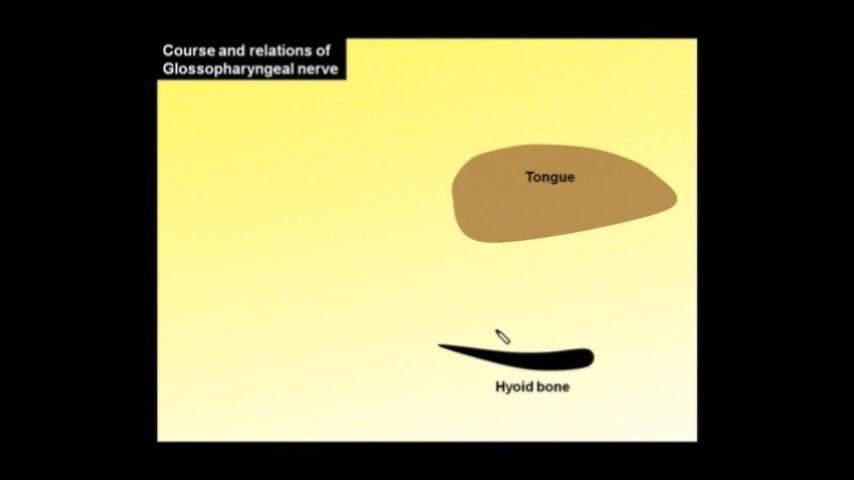 Course and relations of
Glossopharyngeal nerve
Tongue
Hyoid bone